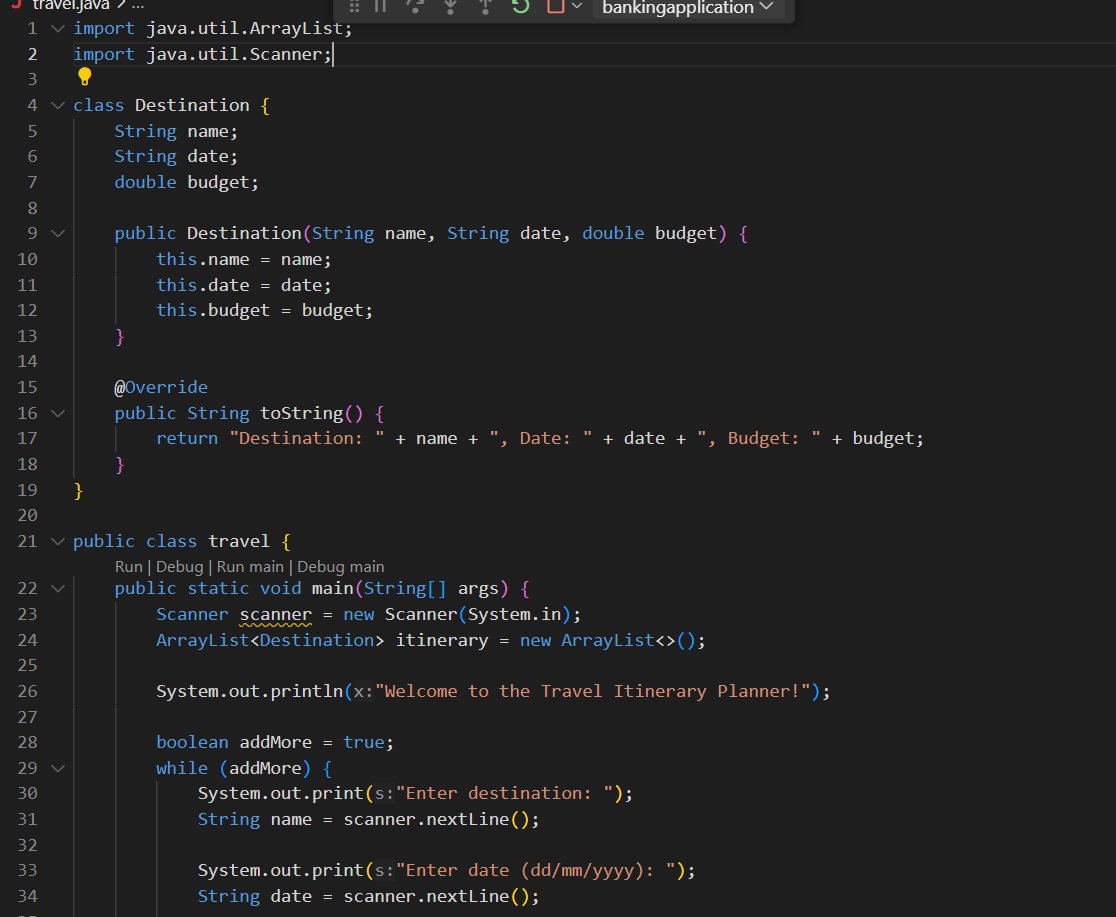 travel.java > ...
bankingapplication
1 import java.util.ArrayList;
2 import java.util.Scanner;
3
4 class Destination {
5     String name;
6     String date;
7     double budget;
8
9     public Destination(String name, String date, double budget) {
10         this.name = name;
11         this.date = date;
12         this.budget = budget;
13     }
14
15     @Override
16     public String toString() {
17         return "Destination: " + name + ", Date: " + date + ", Budget: " + budget;
18     }
19 }
20
21 public class travel {
Run | Debug | Run main | Debug main
22     public static void main(String[] args) {
23         Scanner scanner = new Scanner(System.in);
24         ArrayList<Destination> itinerary = new ArrayList<>();
25
26         System.out.println(x:"Welcome to the Travel Itinerary Planner!");
27
28         boolean addMore = true;
29         while (addMore) {
30             System.out.print(s:"Enter destination: ");
31             String name = scanner.nextLine();
32
33             System.out.print(s:"Enter date (dd/mm/yyyy): ");
34             String date = scanner.nextLine();